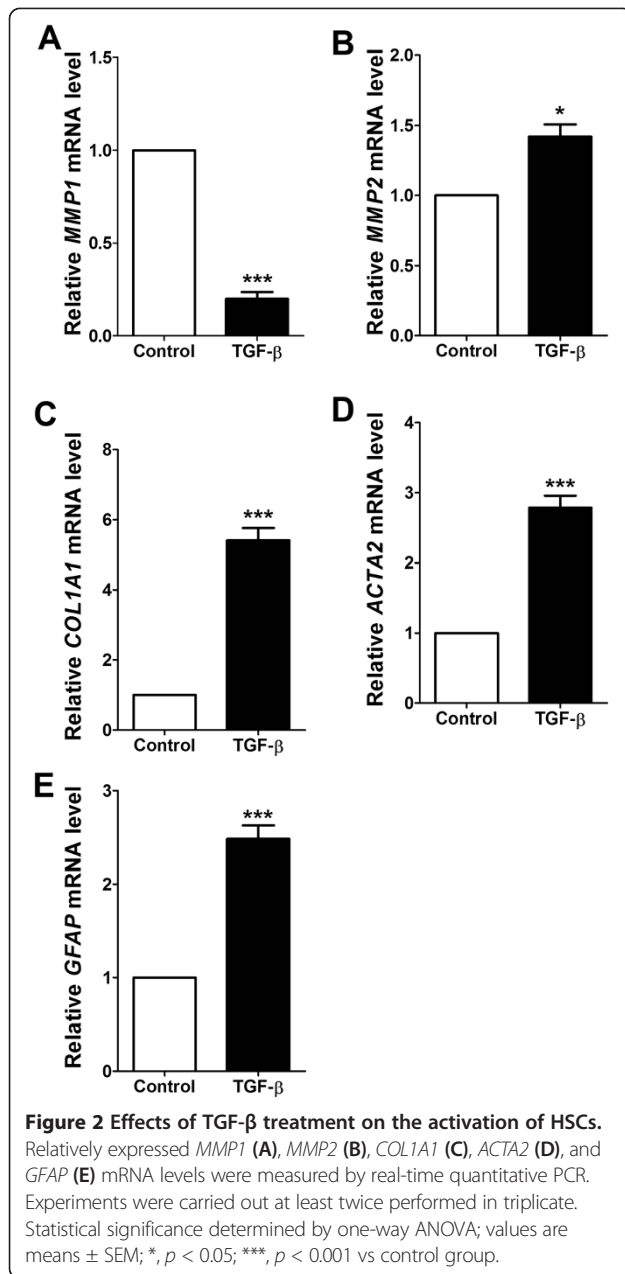 A
Relative MMP1 mRNA level
1.5
1.0
0.5
0.0
***
Control
TGF-β
B
Relative MMP2 mRNA level
2.0
1.5
1.0
0.5
0.0
*
Control
TGF-β
C
Relative COL1A1 mRNA level
8
6
4
2
0
***
Control
TGF-β
D
Relative ACTA2 mRNA level
4
3
2
1
0
***
Control
TGF-β
E
Relative GFAP mRNA level
3
2
1
0
***
Control
TGF-β
Figure 2 Effects of TGF-β treatment on the activation of HSCs.
Relatively expressed MMP1 (A), MMP2 (B), COL1A1 (C), ACTA2 (D), and
GFAP (E) mRNA levels were measured by real-time quantitative PCR.
Experiments were carried out at least twice performed in triplicate.
Statistical significance determined by one-way ANOVA; values are
means ± SEM; *, p < 0.05; ***, p < 0.001 vs control group.